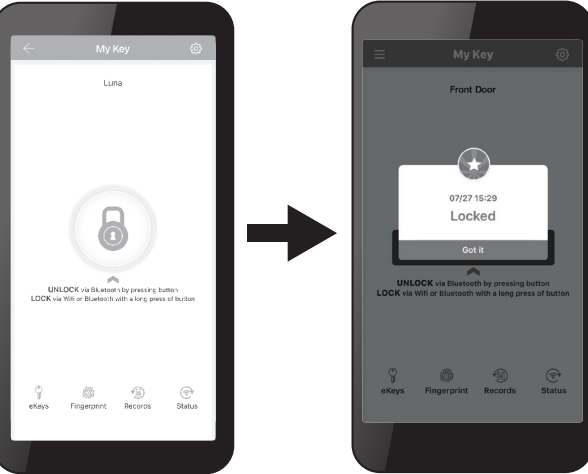 My Key
Luna
UNLOCK via Bluetooth by pressing button
LOCK via Wifi or Bluetooth with a long press of button
eKeys Fingerprint Records Status
My Key
Front Door
07/27 15:29
Locked
Got it
UNLOCK via Bluetooth by pressing button
LOCK via Wifi or Bluetooth with a long press of button
eKeys Fingerprint Records Status